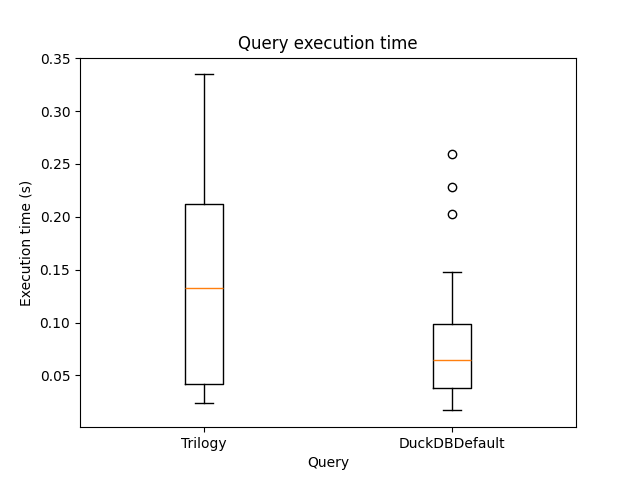 Query execution time
0.35
0.30
0.25
0.20
0.15
0.10
0.05
Execution time (s)
Trilogy
DuckDBDefault
Query